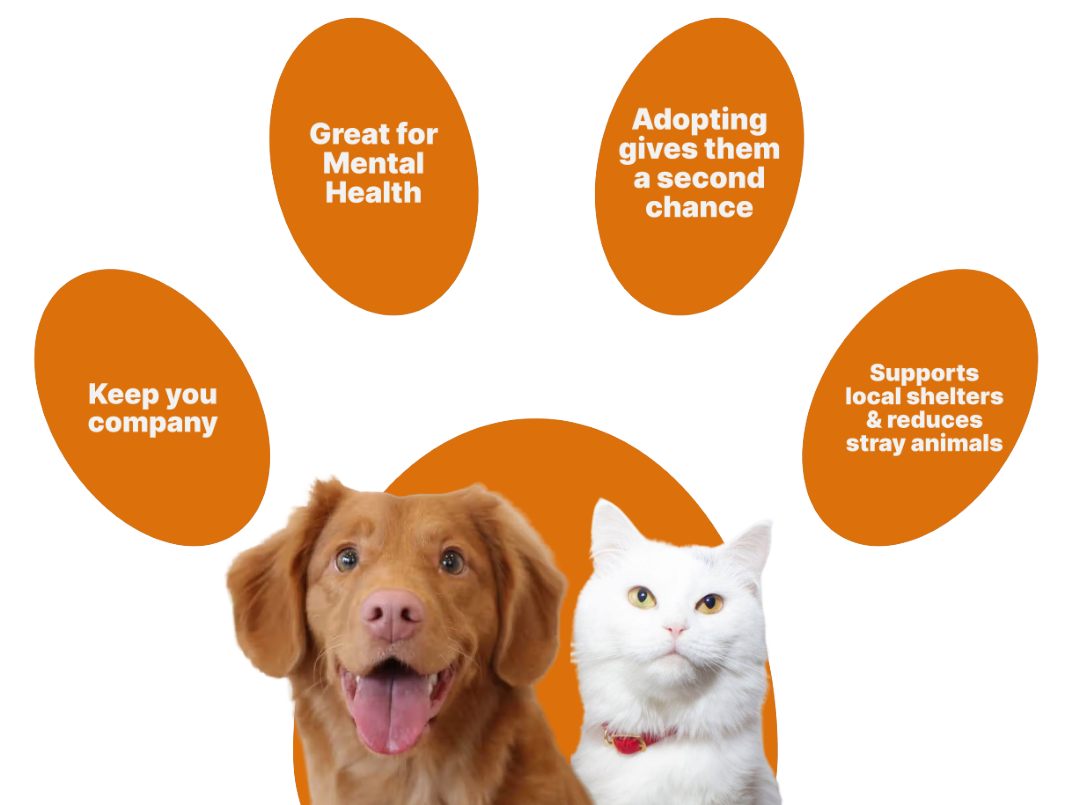 Great for
Mental
Health
Adopting
gives them
a second
chance
Keep you
company
Supports
local shelters
& reduces
stray animals